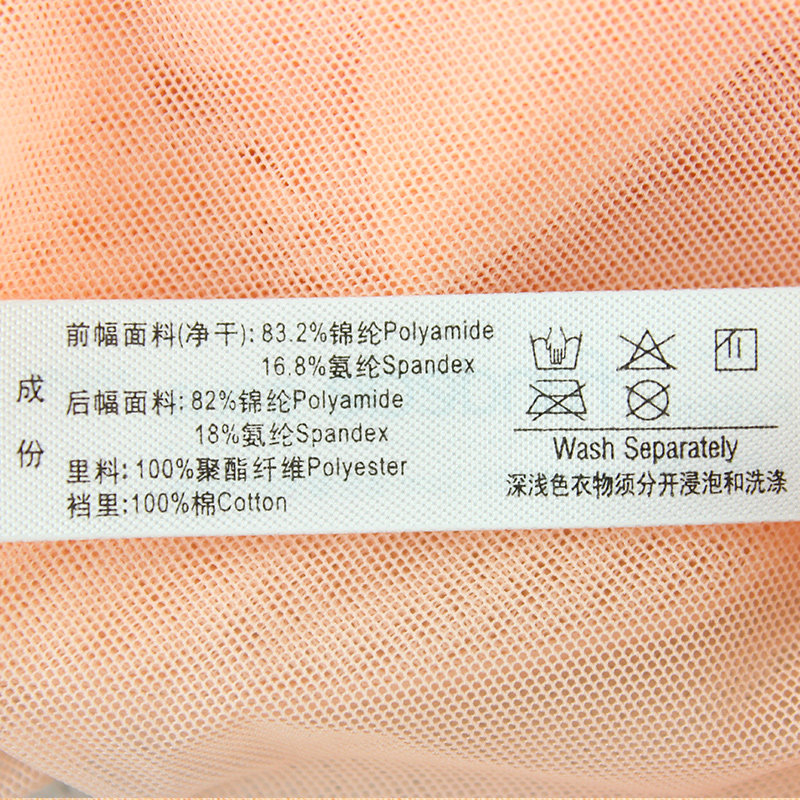 成份
前幅面料(净干): 83.2%锦纶Polyamide
16.8%氨纶Spandex
后幅面料: 82%锦纶Polyamide
18%氨纶Spandex
里料: 100%聚酯纤维Polyester
裆里:100%棉Cotton
Wash Separately
深浅色衣物须分开浸泡和洗涤